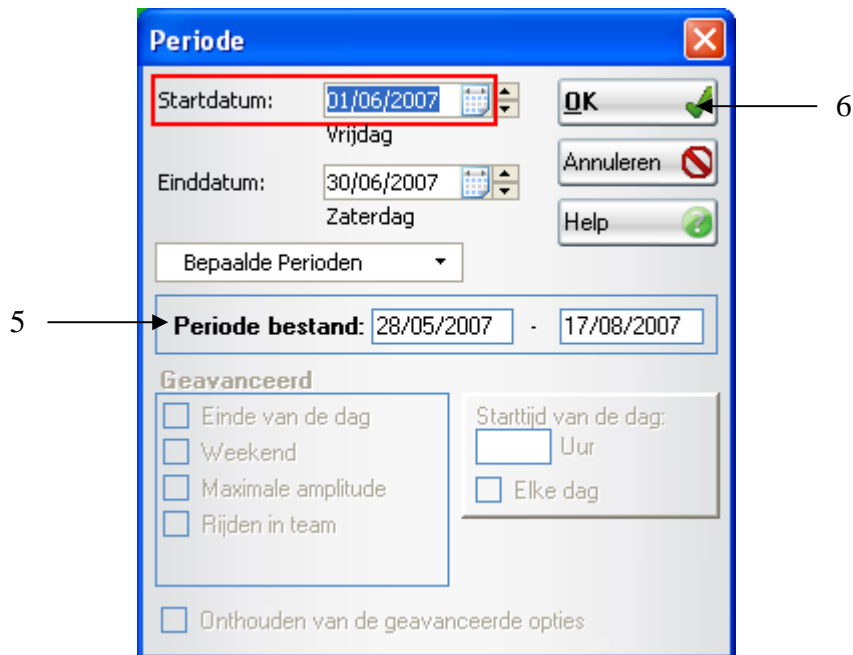 Periode
Startdatum: 01/06/2007
Vrijdag
OK
6
Annuleren
Einddatum: 30/06/2007
Zaterdag
Help
Bepaalde Perioden
5
Periode bestand: 28/05/2007 - 17/08/2007
Geavanceerd
Einde van de dag
Weekend
Maximale amplitude
Rijden in team
Starttijd van de dag:
Uur
Elke dag
Onthouden van de geavanceerde opties